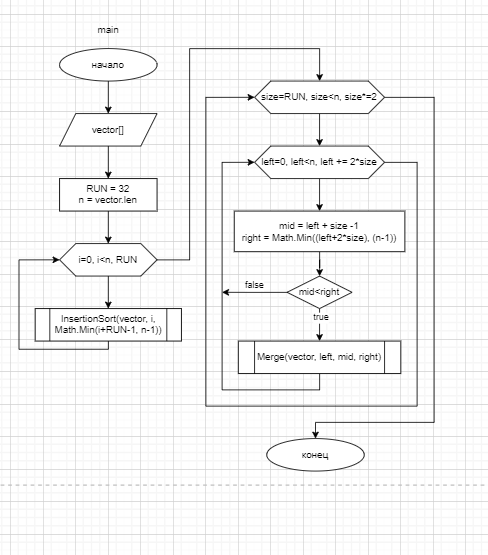 main
начало
vector[]
RUN = 32
n = vector.len
i=0, i<n, RUN
InsertionSort(vector, i,
Math.Min(i+RUN-1, n-1))
size=RUN, size<n, size*=2
left=0, left<n, left += 2*size
mid = left + size -1
right = Math.Min((left+2*size), (n-1))
false
mid<right
true
Merge(vector, left, mid, right)
конец